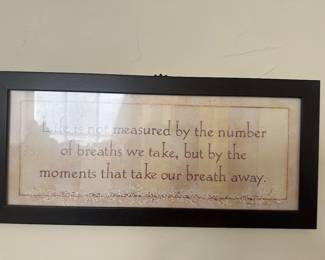 Life is not measured by the number
of breaths we take, but by the
moments that take our breath away.